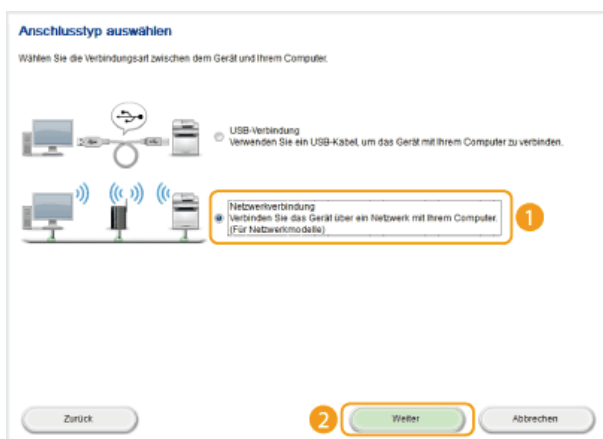 Anschlusstyp auswählen
Wählen Sie die Verbindungsart zwischen dem Gerät und Ihrem Computer.
USB-Verbindung
Verwenden Sie ein USB-Kabel, um das Gerät mit Ihrem Computer zu verbinden.
Netzwerkverbindung
Verbinden Sie das Gerät über ein Netzwerk mit Ihrem Computer.
(Für Netzwerkmodelle)
1
Zurück
2
Weiter
Abbrechen